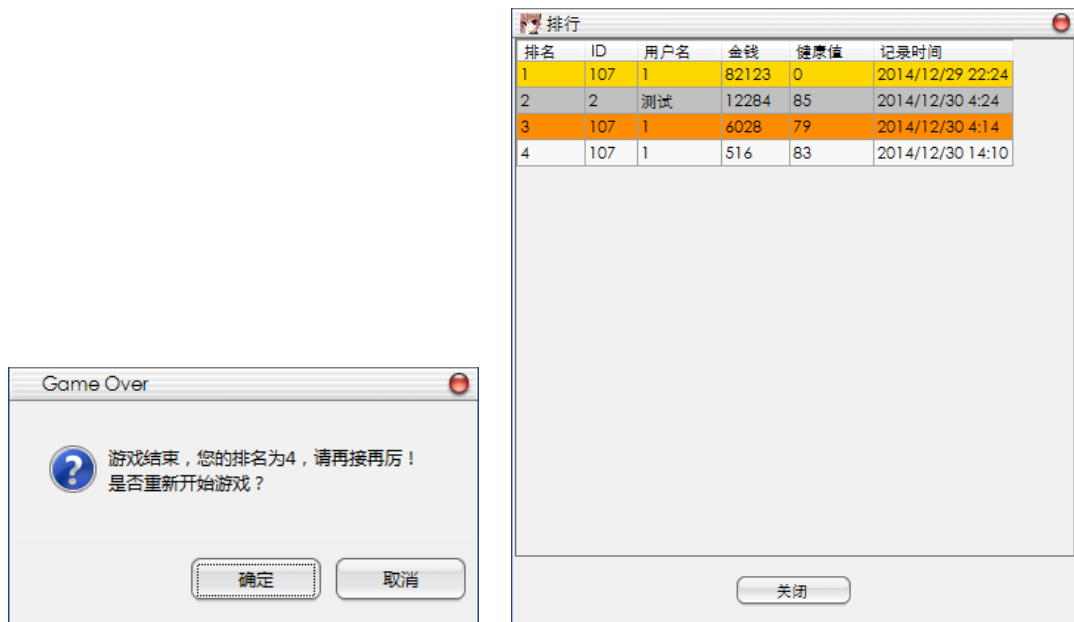 排行
排名 ID 用户名 金钱 健康值 记录时间
1 107 1 82123 0 2014/12/29 22:24
2 2 测试 12284 85 2014/12/30 4:24
3 107 1 6028 79 2014/12/30 4:14
4 107 1 516 83 2014/12/30 14:10
关闭
Game Over
游戏结束，您的排名为4，请再接再厉！
是否重新开始游戏？
确定 取消